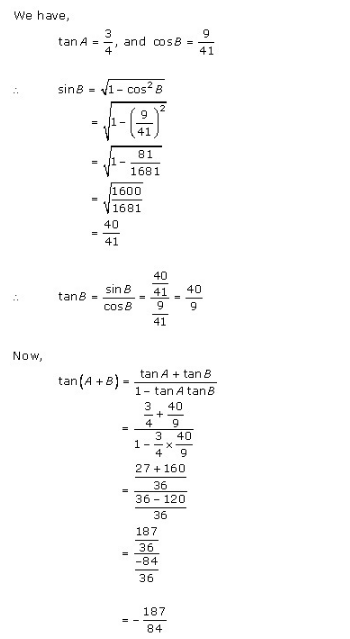 We have,
tan A = 3/4, and cos B = 9/41
∴ sin B = √(1 − cos² B)
= √(1 − (9/41)²)
= √(1 − 81/1681)
= √(1600/1681)
= 40/41
∴ tan B = sin B/cos B = (40/41)/(9/41) = 40/9
Now,
tan(A + B) = (tan A + tan B)/(1 − tan A tan B)
= (3/4 + 40/9)/(1 − 3/4 × 40/9)
= ((27 + 160)/36)/((36 − 120)/36)
= (187/36)/(−84/36)
= − 187/84